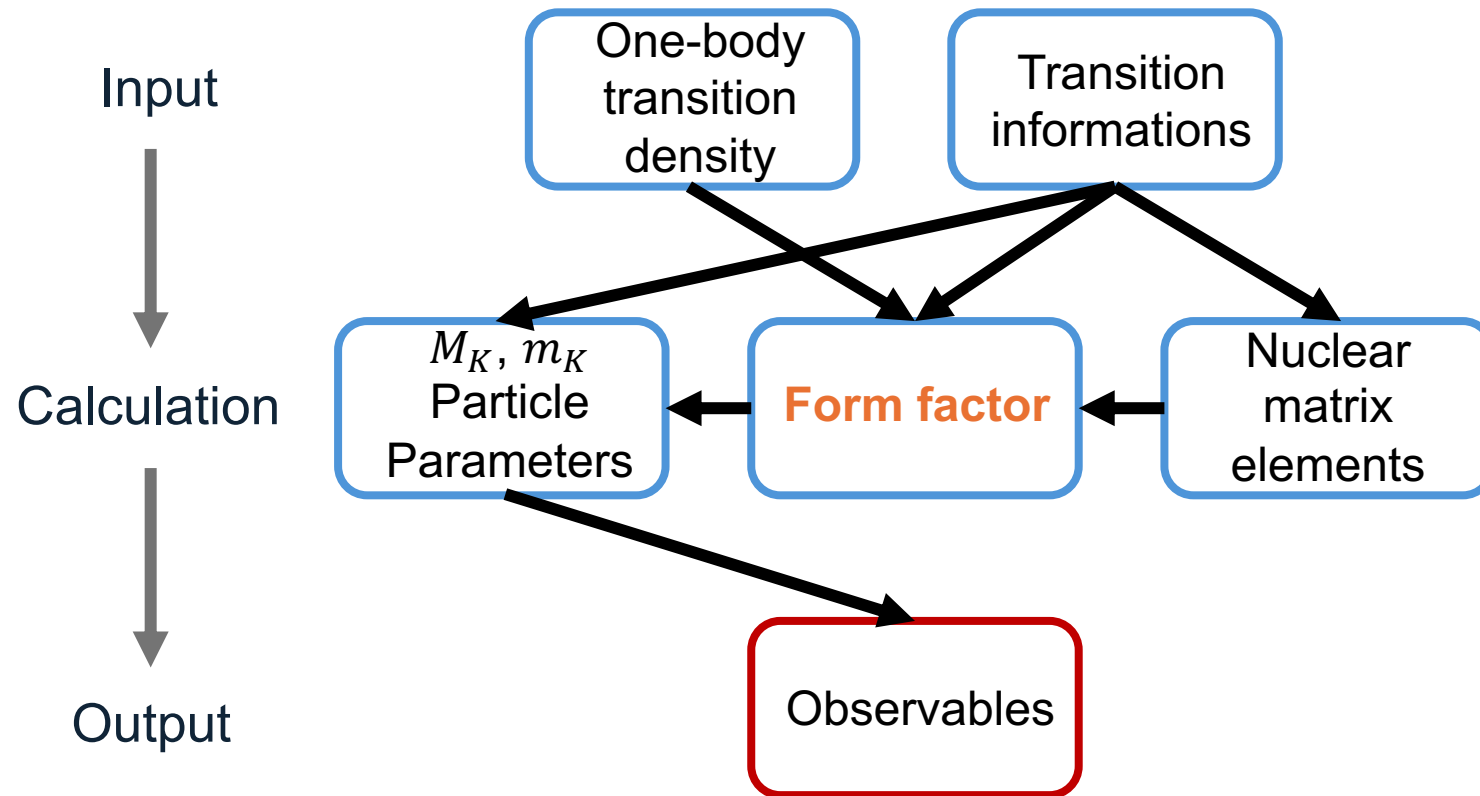 Input
One-body
transition
density
Transition
informations
Calculation
M_K, m_K
Particle
Parameters
Form factor
Nuclear
matrix
elements
Output
Observables